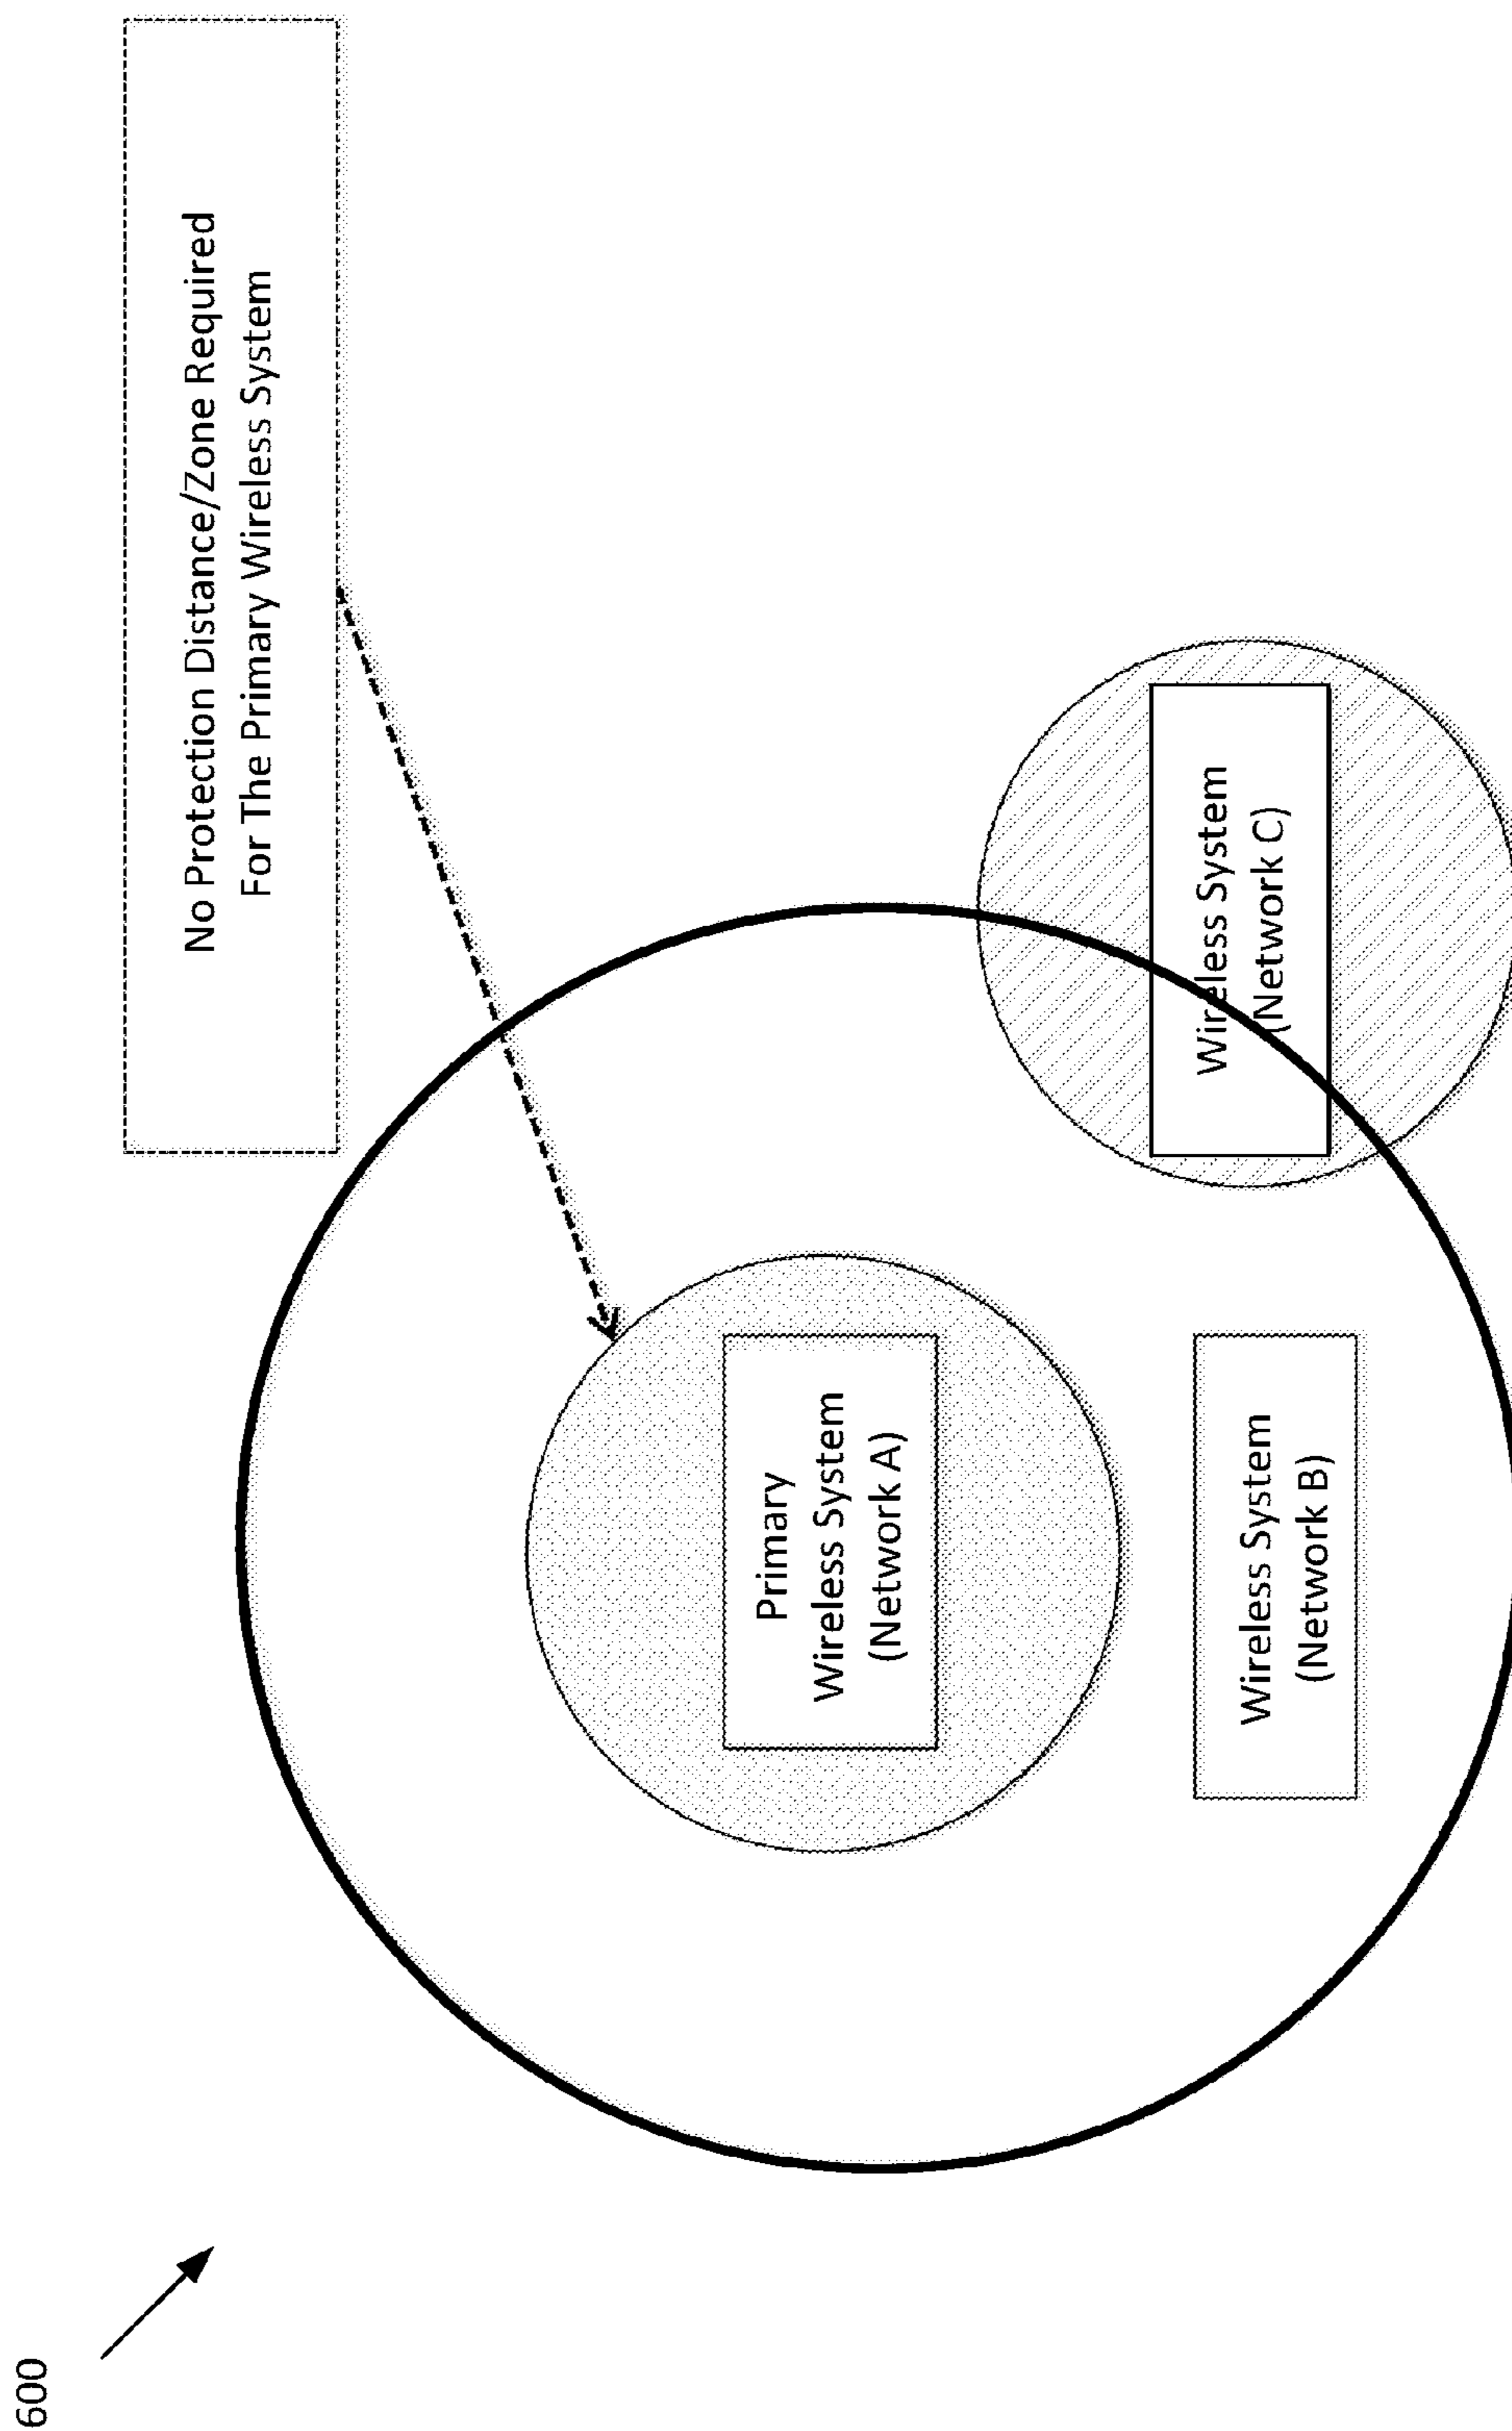 600
No Protection Distance/Zone Required
For The Primary Wireless System
Primary
Wireless System
(Network A)
Wireless System
(Network B)
Wireless System
(Network C)